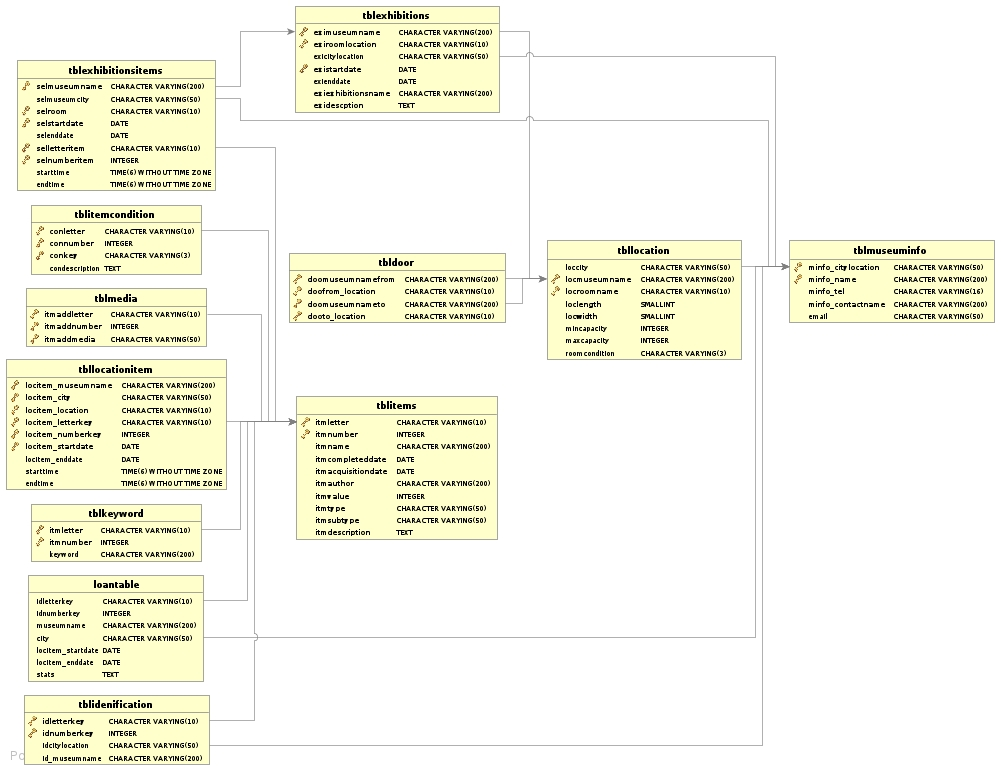 tblexhibitions
eximuseumname CHARACTER VARYING(200)
exiroomlocation CHARACTER VARYING(10)
exicitylocation CHARACTER VARYING(50)
existartdate DATE
exienddate DATE
exiexhibitionsname CHARACTER VARYING(200)
exidescption TEXT
tblexhibitionsitems
selmuseumname CHARACTER VARYING(200)
selmuseumcity CHARACTER VARYING(50)
selroom CHARACTER VARYING(10)
selstartdate DATE
selenddate DATE
selletteritem CHARACTER VARYING(10)
selnumberitem INTEGER
starttime TIME(6) WITHOUT TIME ZONE
endtime TIME(6) WITHOUT TIME ZONE
tblitemcondition
conletter CHARACTER VARYING(10)
connumber INTEGER
conkey CHARACTER VARYING(3)
condescription TEXT
tblmedia
itmaddletter CHARACTER VARYING(10)
itmaddnumber INTEGER
itmaddmedia CHARACTER VARYING(50)
tbldoor
doomuseumnamefrom CHARACTER VARYING(200)
doofrom_location CHARACTER VARYING(10)
doomuseumnameto CHARACTER VARYING(200)
dooto_location CHARACTER VARYING(10)
tbllocation
loccity CHARACTER VARYING(50)
locmuseumname CHARACTER VARYING(200)
locroomname CHARACTER VARYING(10)
loclength SMALLINT
locwidth SMALLINT
mincapacity INTEGER
maxcapacity INTEGER
roomcondition CHARACTER VARYING(3)
tblmuseuminfo
minfo_citylocation CHARACTER VARYING(50)
minfo_name CHARACTER VARYING(200)
minfo_tel CHARACTER VARYING(16)
minfo_contactname CHARACTER VARYING(200)
email CHARACTER VARYING(50)
tbllocationitem
locitem_museumname CHARACTER VARYING(200)
locitem_city CHARACTER VARYING(50)
locitem_location CHARACTER VARYING(10)
locitem_letterkey CHARACTER VARYING(10)
locitem_numberkey INTEGER
locitem_startdate DATE
locitem_enddate DATE
starttime TIME(6) WITHOUT TIME ZONE
endtime TIME(6) WITHOUT TIME ZONE
tblitems
itmletter CHARACTER VARYING(10)
itmnumber INTEGER
itmname CHARACTER VARYING(200)
itmcompleteddate DATE
itmacquisitiondate DATE
itmauthor CHARACTER VARYING(200)
itmvalue INTEGER
itmtype CHARACTER VARYING(50)
itmsubtype CHARACTER VARYING(50)
itmdescription TEXT
tblkeyword
itmletter CHARACTER VARYING(10)
itmnumber INTEGER
keyword CHARACTER VARYING(200)
loantable
idletterkey CHARACTER VARYING(10)
idnumberkey INTEGER
museumname CHARACTER VARYING(200)
city CHARACTER VARYING(50)
locitem_startdate DATE
locitem_enddate DATE
stats TEXT
tblidenification
idletterkey CHARACTER VARYING(10)
idnumberkey INTEGER
idcitylocation CHARACTER VARYING(50)
id_museumname CHARACTER VARYING(200)